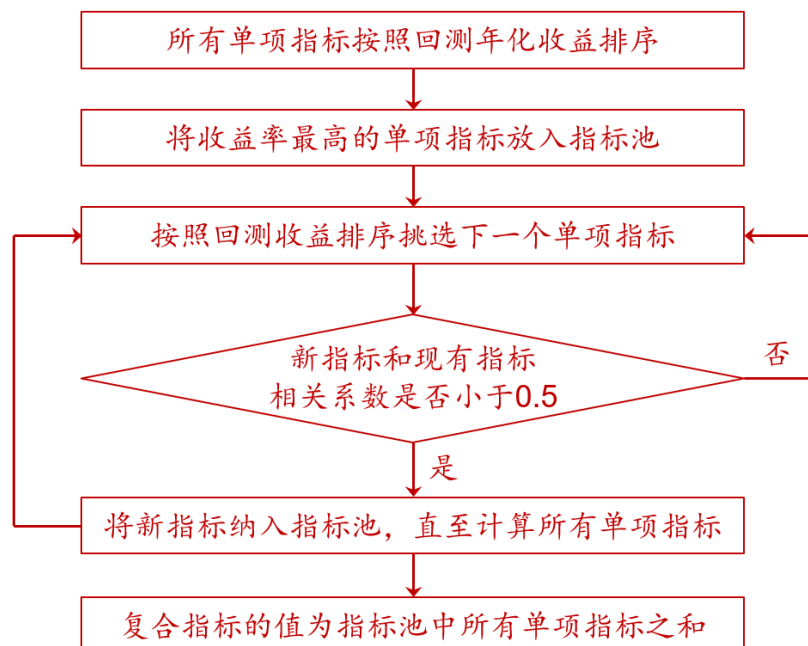 所有单项指标按照回测年化收益排序
将收益率最高的单项指标放入指标池
按照回测收益排序挑选下一个单项指标
新指标和现有指标
相关系数是否小于0.5
否
是
将新指标纳入指标池，直至计算所有单项指标
复合指标的值为指标池中所有单项指标之和